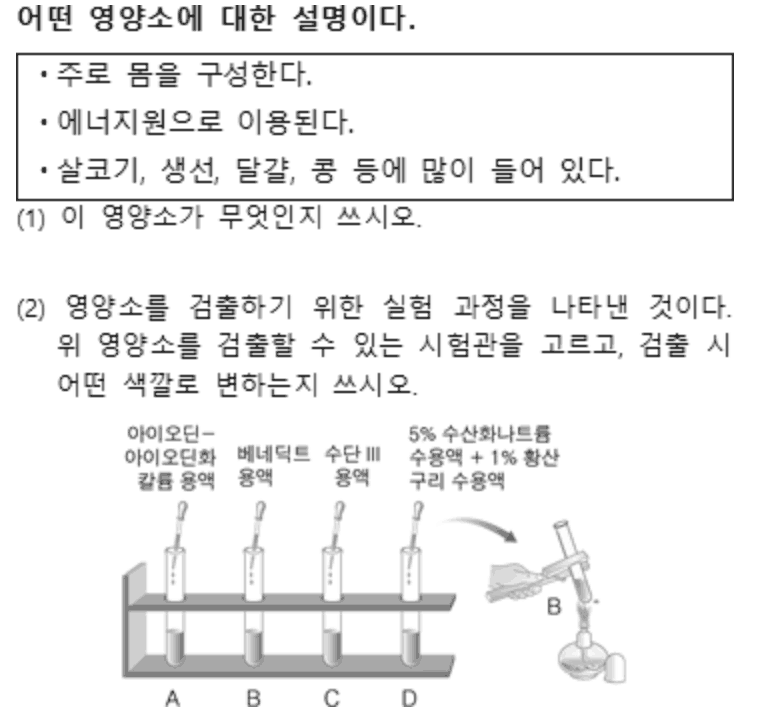 어떤 영양소에 대한 설명이다.
• 주로 몸을 구성한다.
• 에너지원으로 이용된다.
• 살코기, 생선, 달걀, 콩 등에 많이 들어 있다.
(1) 이 영양소가 무엇인지 쓰시오.
(2) 영양소를 검출하기 위한 실험 과정을 나타낸 것이다.
위 영양소를 검출할 수 있는 시험관을 고르고, 검출 시
어떤 색깔로 변하는지 쓰시오.
아이오딘−
아이오딘화
칼륨 용액
베네딕트
용액
수단 III
용액
5% 수산화나트륨
수용액 + 1% 황산
구리 수용액
B
A B C D